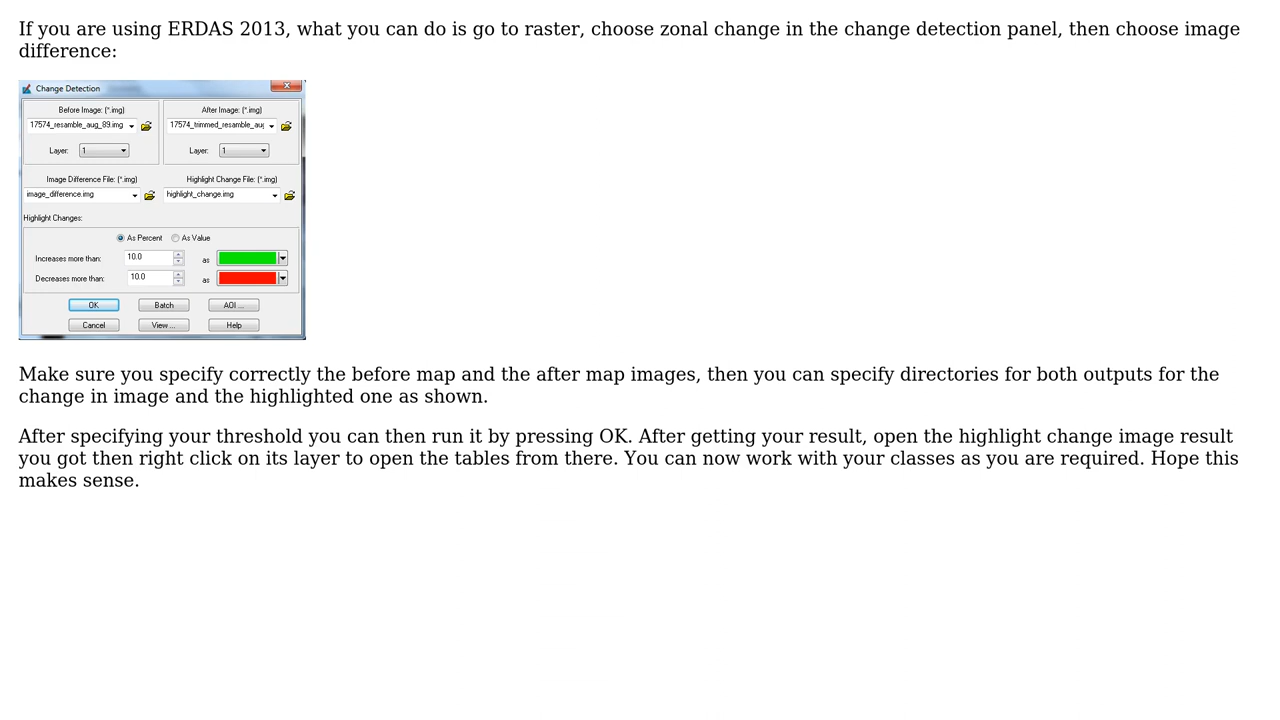 If you are using ERDAS 2013, what you can do is go to raster, choose zonal change in the change detection panel, then choose image
difference:
Change Detection
Before Image: (*.img)
After Image: (*.img)
17574_resamble_aug_89.img
17574_trimmed_resamble_aug
Layer: 1
Layer: 1
Image Difference File: (*.img)
Highlight Change File: (*.img)
image_difference.img
highlight_change.img
Highlight Changes:
As Percent As Value
Increases more than: 10.0 as
Decreases more than: 10.0 as
OK Batch AOI ...
Cancel View ... Help
Make sure you specify correctly the before map and the after map images, then you can specify directories for both outputs for the
change in image and the highlighted one as shown.
After specifying your threshold you can then run it by pressing OK. After getting your result, open the highlight change image result
you got then right click on its layer to open the tables from there. You can now work with your classes as you are required. Hope this
makes sense.